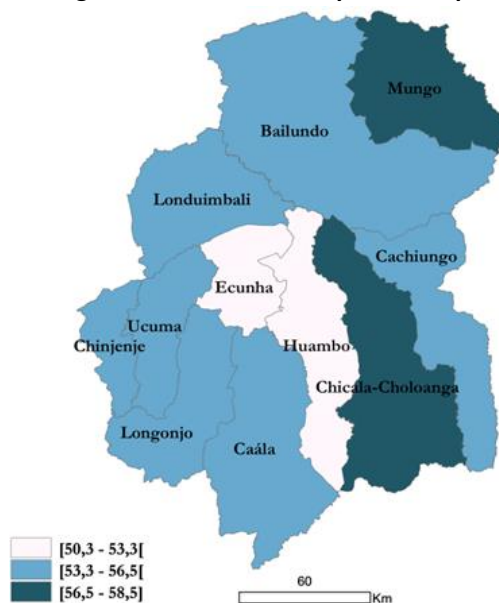 Mungo
Bailundo
Londuimbali
Cachiungo
Ecunha
Ucuma
Chinjenje
Huambo
Chicala-Choloanga
Longonjo
Caála
[50,3 - 53,3[
[53,3 - 56,5[
[56,5 - 58,5]
60
Km